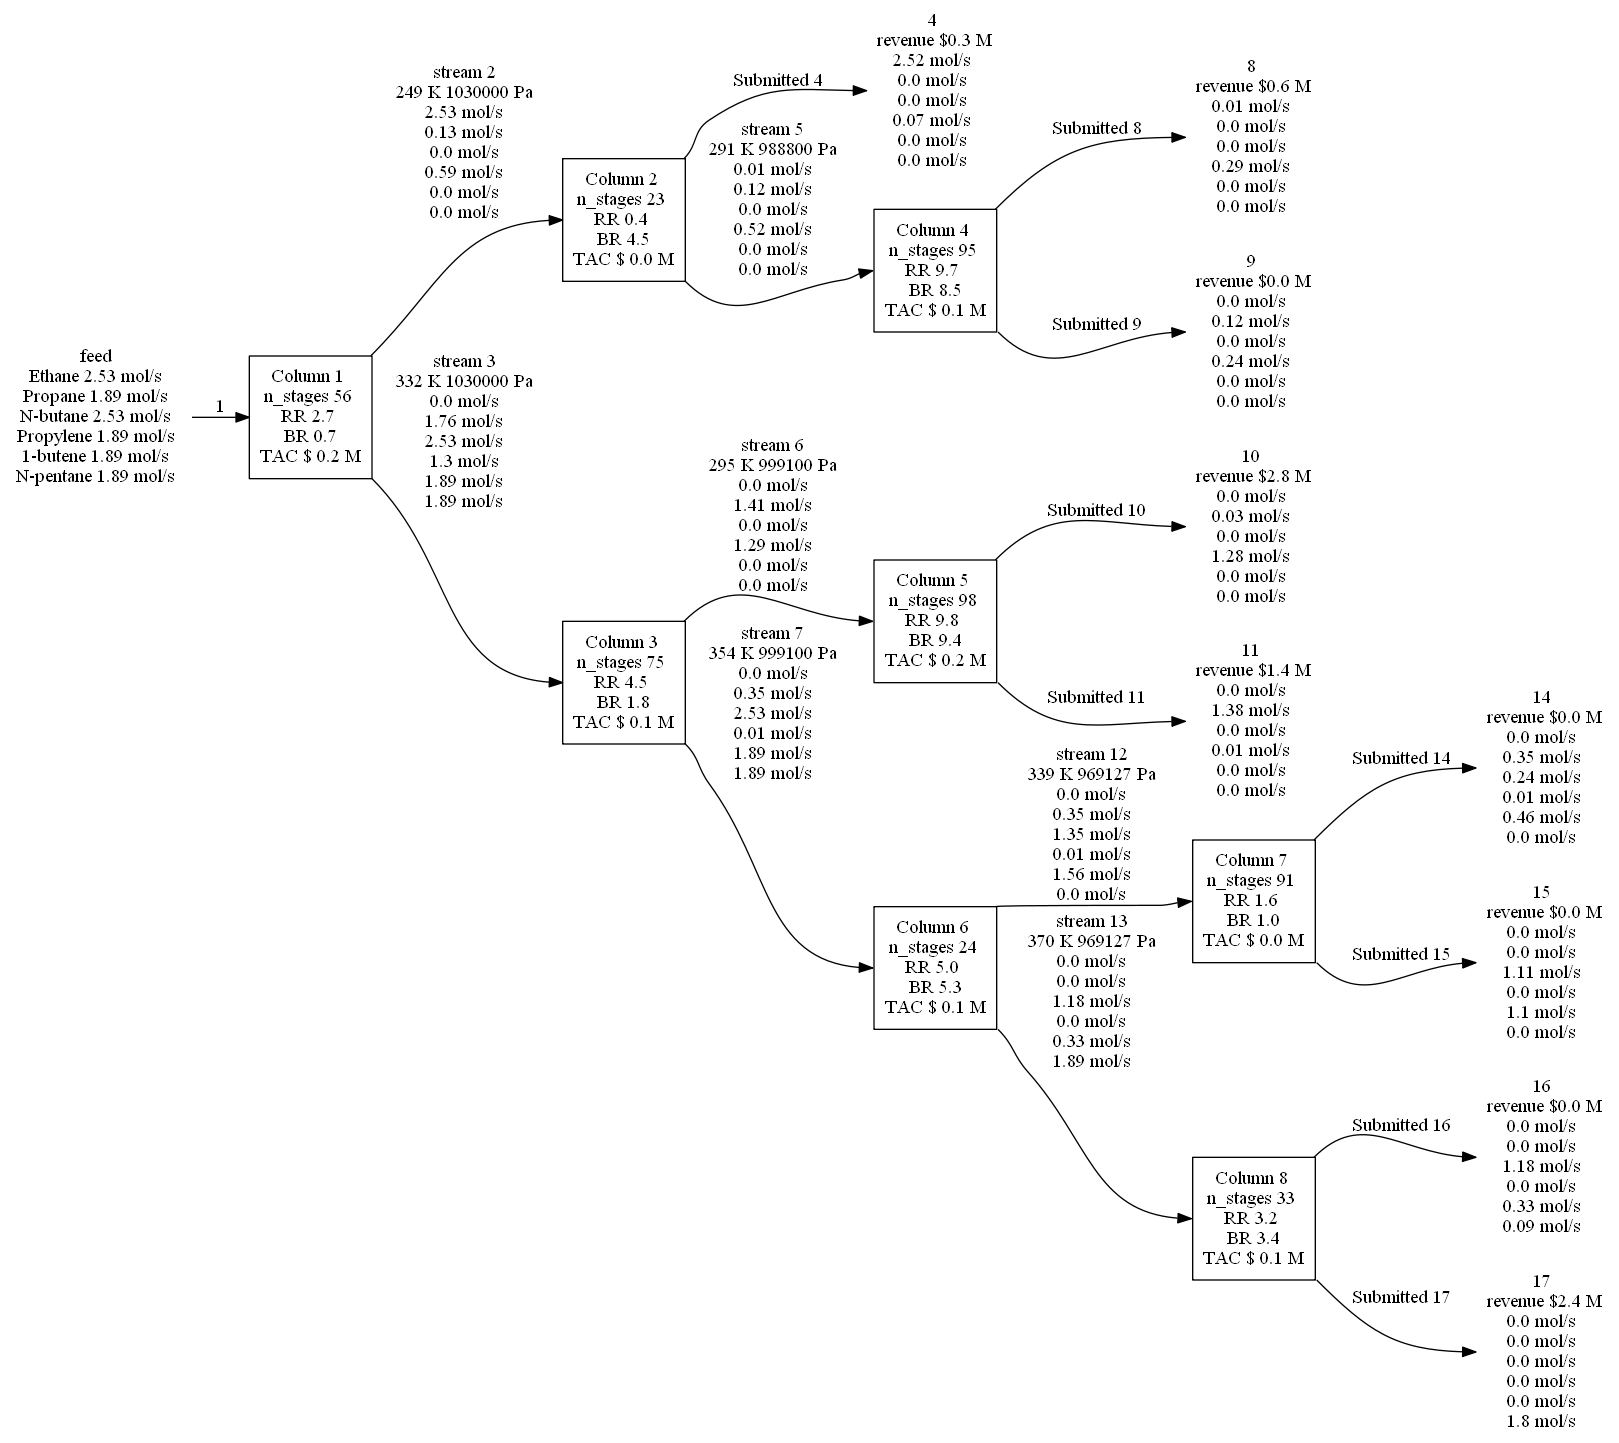 feed
Ethane 2.53 mol/s
Propane 1.89 mol/s
N-butane 2.53 mol/s
Propylene 1.89 mol/s
1-butene 1.89 mol/s
N-pentane 1.89 mol/s
1
Column 1
n_stages 56
RR 2.7
BR 0.7
TAC $ 0.2 M
stream 2
249 K 1030000 Pa
2.53 mol/s
0.13 mol/s
0.0 mol/s
0.59 mol/s
0.0 mol/s
0.0 mol/s
stream 3
332 K 1030000 Pa
0.0 mol/s
1.76 mol/s
2.53 mol/s
1.3 mol/s
1.89 mol/s
1.89 mol/s
Column 2
n_stages 23
RR 0.4
BR 4.5
TAC $ 0.0 M
Submitted 4
4
revenue $0.3 M
2.52 mol/s
0.0 mol/s
0.0 mol/s
0.07 mol/s
0.0 mol/s
0.0 mol/s
stream 5
291 K 988800 Pa
0.01 mol/s
0.12 mol/s
0.0 mol/s
0.52 mol/s
0.0 mol/s
0.0 mol/s
Column 4
n_stages 95
RR 9.7
BR 8.5
TAC $ 0.1 M
Submitted 8
8
revenue $0.6 M
0.01 mol/s
0.0 mol/s
0.0 mol/s
0.29 mol/s
0.0 mol/s
0.0 mol/s
Submitted 9
9
revenue $0.0 M
0.0 mol/s
0.12 mol/s
0.0 mol/s
0.24 mol/s
0.0 mol/s
0.0 mol/s
Column 3
n_stages 75
RR 4.5
BR 1.8
TAC $ 0.1 M
stream 6
295 K 999100 Pa
0.0 mol/s
1.41 mol/s
0.0 mol/s
1.29 mol/s
0.0 mol/s
0.0 mol/s
stream 7
354 K 999100 Pa
0.0 mol/s
0.35 mol/s
2.53 mol/s
0.01 mol/s
1.89 mol/s
1.89 mol/s
Column 5
n_stages 98
RR 9.8
BR 9.4
TAC $ 0.2 M
Submitted 10
10
revenue $2.8 M
0.0 mol/s
0.03 mol/s
0.0 mol/s
1.28 mol/s
0.0 mol/s
0.0 mol/s
Submitted 11
11
revenue $1.4 M
0.0 mol/s
1.38 mol/s
0.0 mol/s
0.01 mol/s
0.0 mol/s
0.0 mol/s
Column 6
n_stages 24
RR 5.0
BR 5.3
TAC $ 0.1 M
stream 12
339 K 969127 Pa
0.0 mol/s
0.35 mol/s
1.35 mol/s
0.01 mol/s
1.56 mol/s
0.0 mol/s
stream 13
370 K 969127 Pa
0.0 mol/s
0.0 mol/s
1.18 mol/s
0.0 mol/s
0.33 mol/s
1.89 mol/s
Column 7
n_stages 91
RR 1.6
BR 1.0
TAC $ 0.0 M
Submitted 14
14
revenue $0.0 M
0.0 mol/s
0.35 mol/s
0.24 mol/s
0.01 mol/s
0.46 mol/s
0.0 mol/s
Submitted 15
15
revenue $0.0 M
0.0 mol/s
0.0 mol/s
1.11 mol/s
0.0 mol/s
1.1 mol/s
0.0 mol/s
Column 8
n_stages 33
RR 3.2
BR 3.4
TAC $ 0.1 M
Submitted 16
16
revenue $0.0 M
0.0 mol/s
0.0 mol/s
1.18 mol/s
0.0 mol/s
0.33 mol/s
0.09 mol/s
Submitted 17
17
revenue $2.4 M
0.0 mol/s
0.0 mol/s
0.0 mol/s
0.0 mol/s
0.0 mol/s
1.8 mol/s